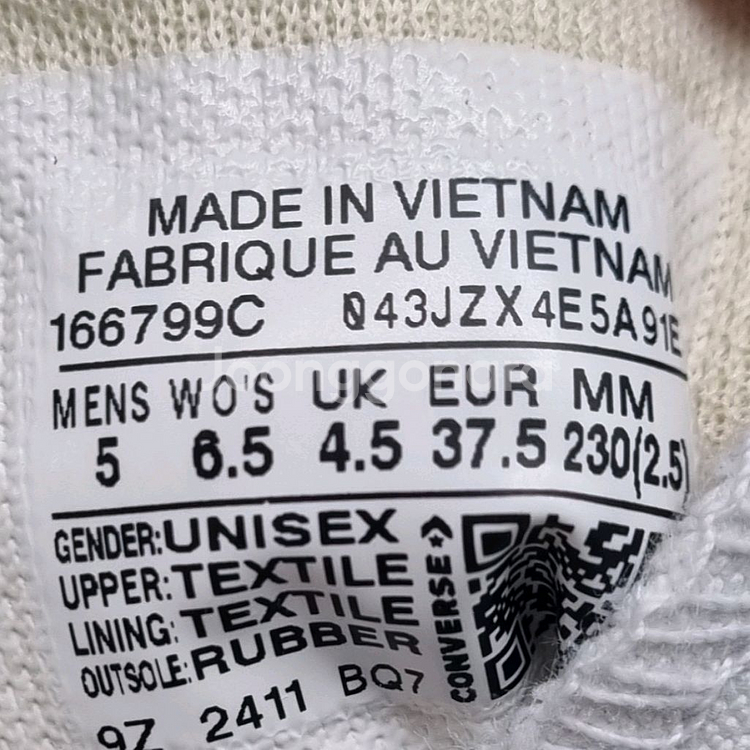 MADE IN VIETNAM
FABRIQUE AU VIETNAM
166799C 043JZX4E5A91E
MENS WO'S UK EUR MM
5 6.5 4.5 37.5 230(2.5)
GENDER:UNISEX
UPPER:TEXTILE
LINING:TEXTILE
OUTSOLE:RUBBER
CONVERSE
9Z 2411 BQ7